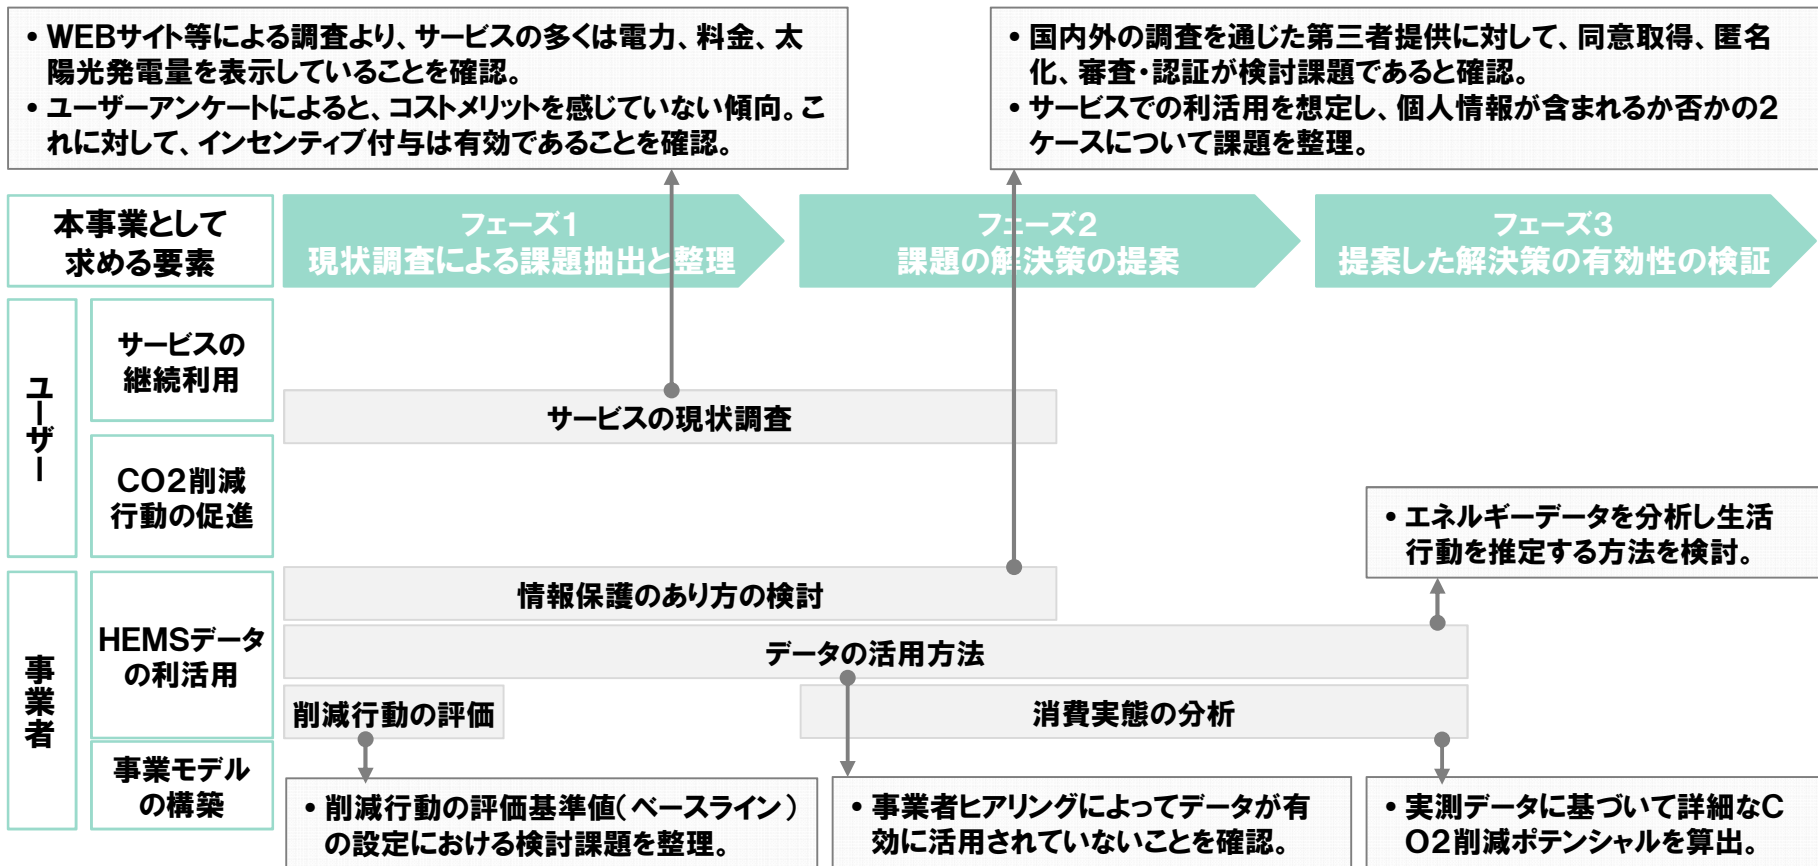 • WEBサイト等による調査より、サービスの多くは電力、料金、太
陽光発電量を表示していることを確認。
• ユーザーアンケートによると、コストメリットを感じていない傾向。こ
れに対して、インセンティブ付与は有効であることを確認。
• 国内外の調査を通じた第三者提供に対して、同意取得、匿名
化、審査・認証が検討課題であると確認。
• サービスでの利活用を想定し、個人情報が含まれるか否かの2
ケースについて課題を整理。
本事業として
求める要素
フェーズ1
現状調査による課題抽出と整理
フェーズ2
課題の解決策の提案
フェーズ3
提案した解決策の有効性の検証
ユーザー
サービスの
継続利用
サービスの現状調査
CO2削減
行動の促進
• エネルギーデータを分析し生活
行動を推定する方法を検討。
事業者
HEMSデータ
の利活用
情報保護のあり方の検討
データの活用方法
削減行動の評価
消費実態の分析
事業モデル
の構築
• 削減行動の評価基準値(ベースライン)
の設定における検討課題を整理。
• 事業者ヒアリングによってデータが有
効に活用されていないことを確認。
• 実測データに基づいて詳細なC
O2削減ポテンシャルを算出。